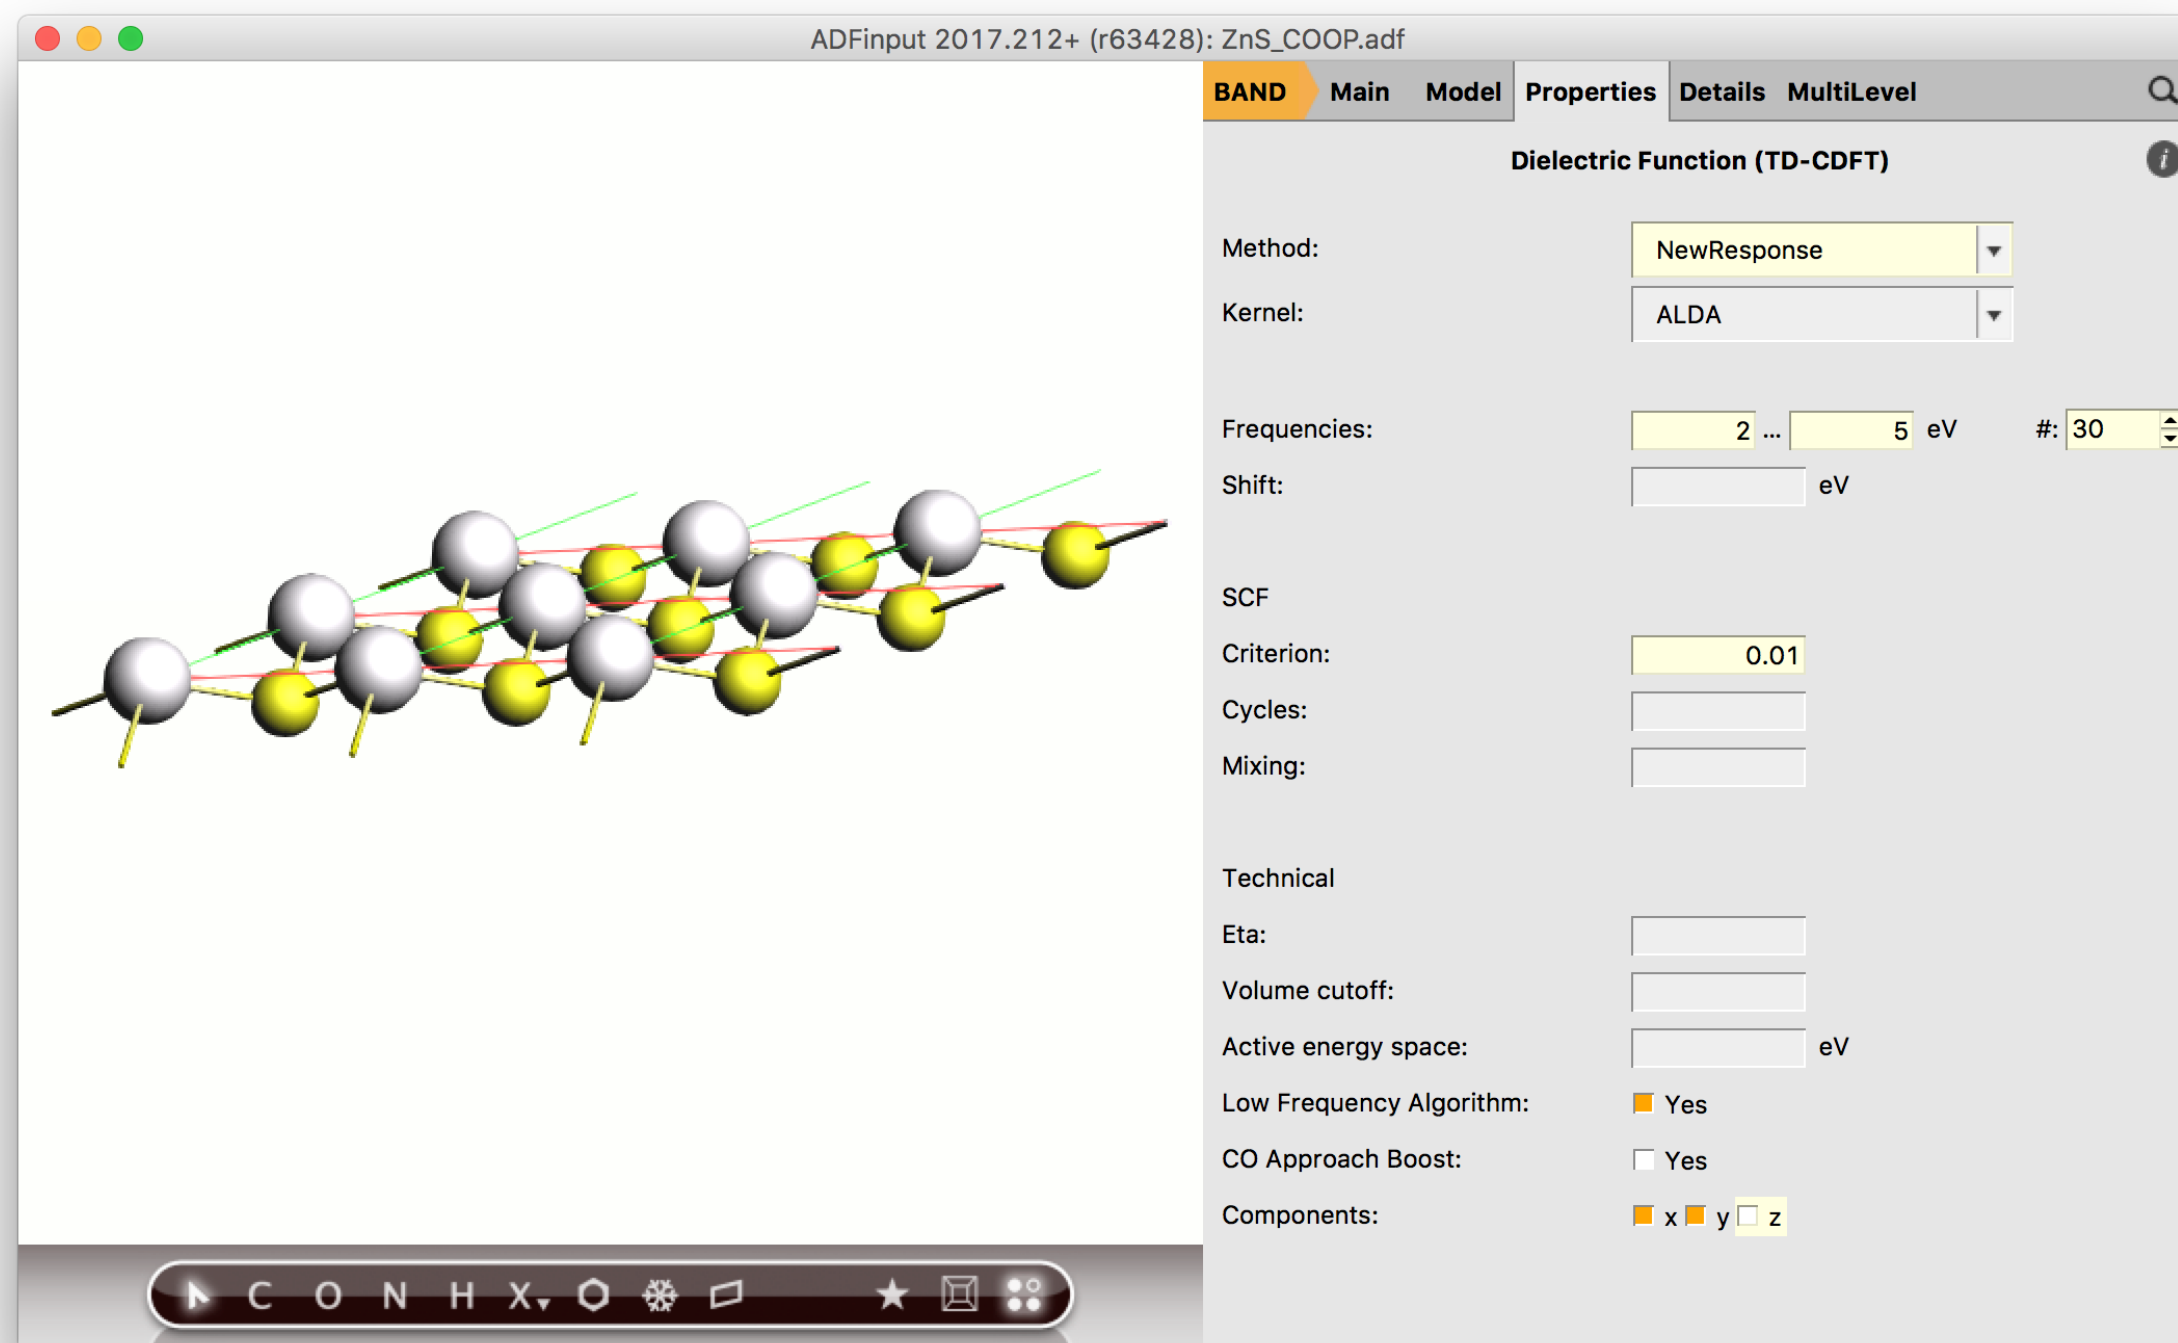 ADFinput 2017.212+ (r63428): ZnS_COOP.adf
BAND Main Model Properties Details MultiLevel
Dielectric Function (TD-CDFT)
i
Method: NewResponse
Kernel: ALDA
Frequencies: 2 ... 5 eV #: 30
Shift: eV
SCF
Criterion: 0.01
Cycles:
Mixing:
Technical
Eta:
Volume cutoff:
Active energy space: eV
Low Frequency Algorithm: Yes
CO Approach Boost: Yes
Components: x y z
C O N H X